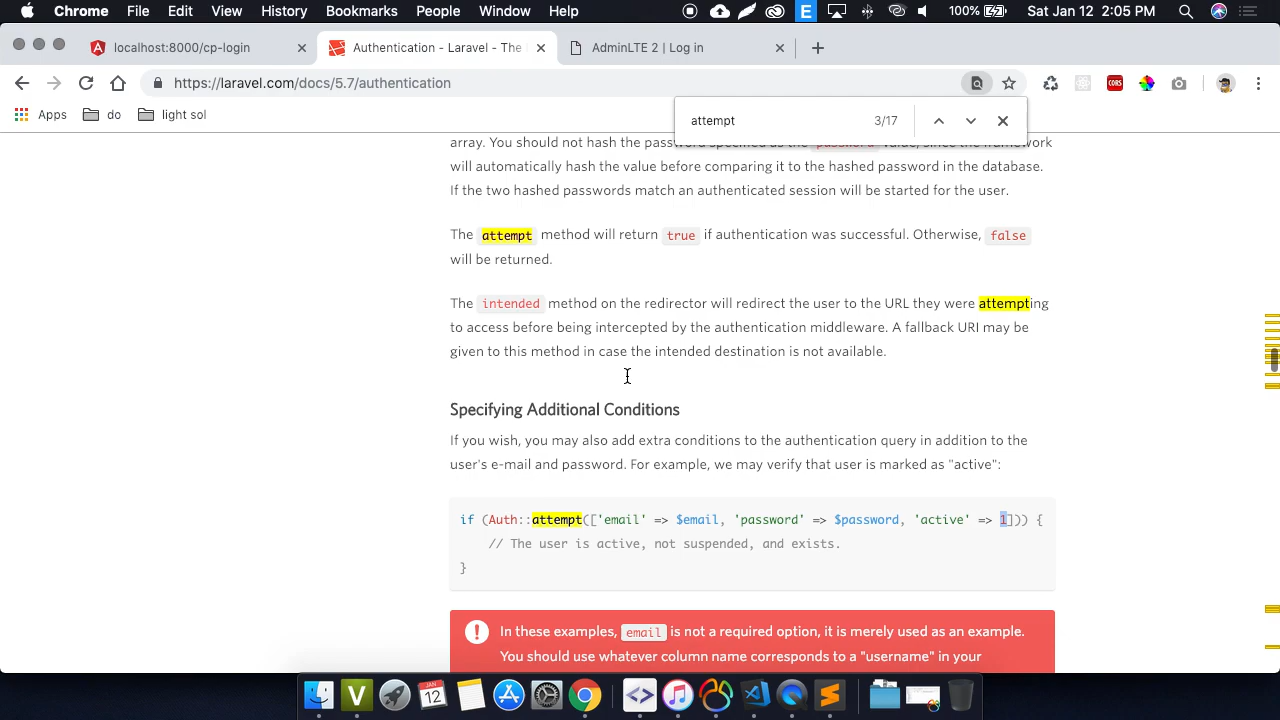 Chrome File Edit View History Bookmarks People Window Help 100% Sat Jan 12 2:05 PM
localhost:8000/cp-login Authentication - Laravel - The AdminLTE 2 | Log in
https://laravel.com/docs/5.7/authentication
Apps do light sol
attempt 3/17
array. You should not hash the password specified as the password value, since the framework
will automatically hash the value before comparing it to the hashed password in the database.
If the two hashed passwords match an authenticated session will be started for the user.
The attempt method will return true if authentication was successful. Otherwise, false
will be returned.
The intended method on the redirector will redirect the user to the URL they were attempting
to access before being intercepted by the authentication middleware. A fallback URI may be
given to this method in case the intended destination is not available.
Specifying Additional Conditions
If you wish, you may also add extra conditions to the authentication query in addition to the
user's e-mail and password. For example, we may verify that user is marked as "active":
if (Auth::attempt(['email' => $email, 'password' => $password, 'active' => 1])) {
// The user is active, not suspended, and exists.
}
In these examples, email is not a required option, it is merely used as an example.
You should use whatever column name corresponds to a "username" in your